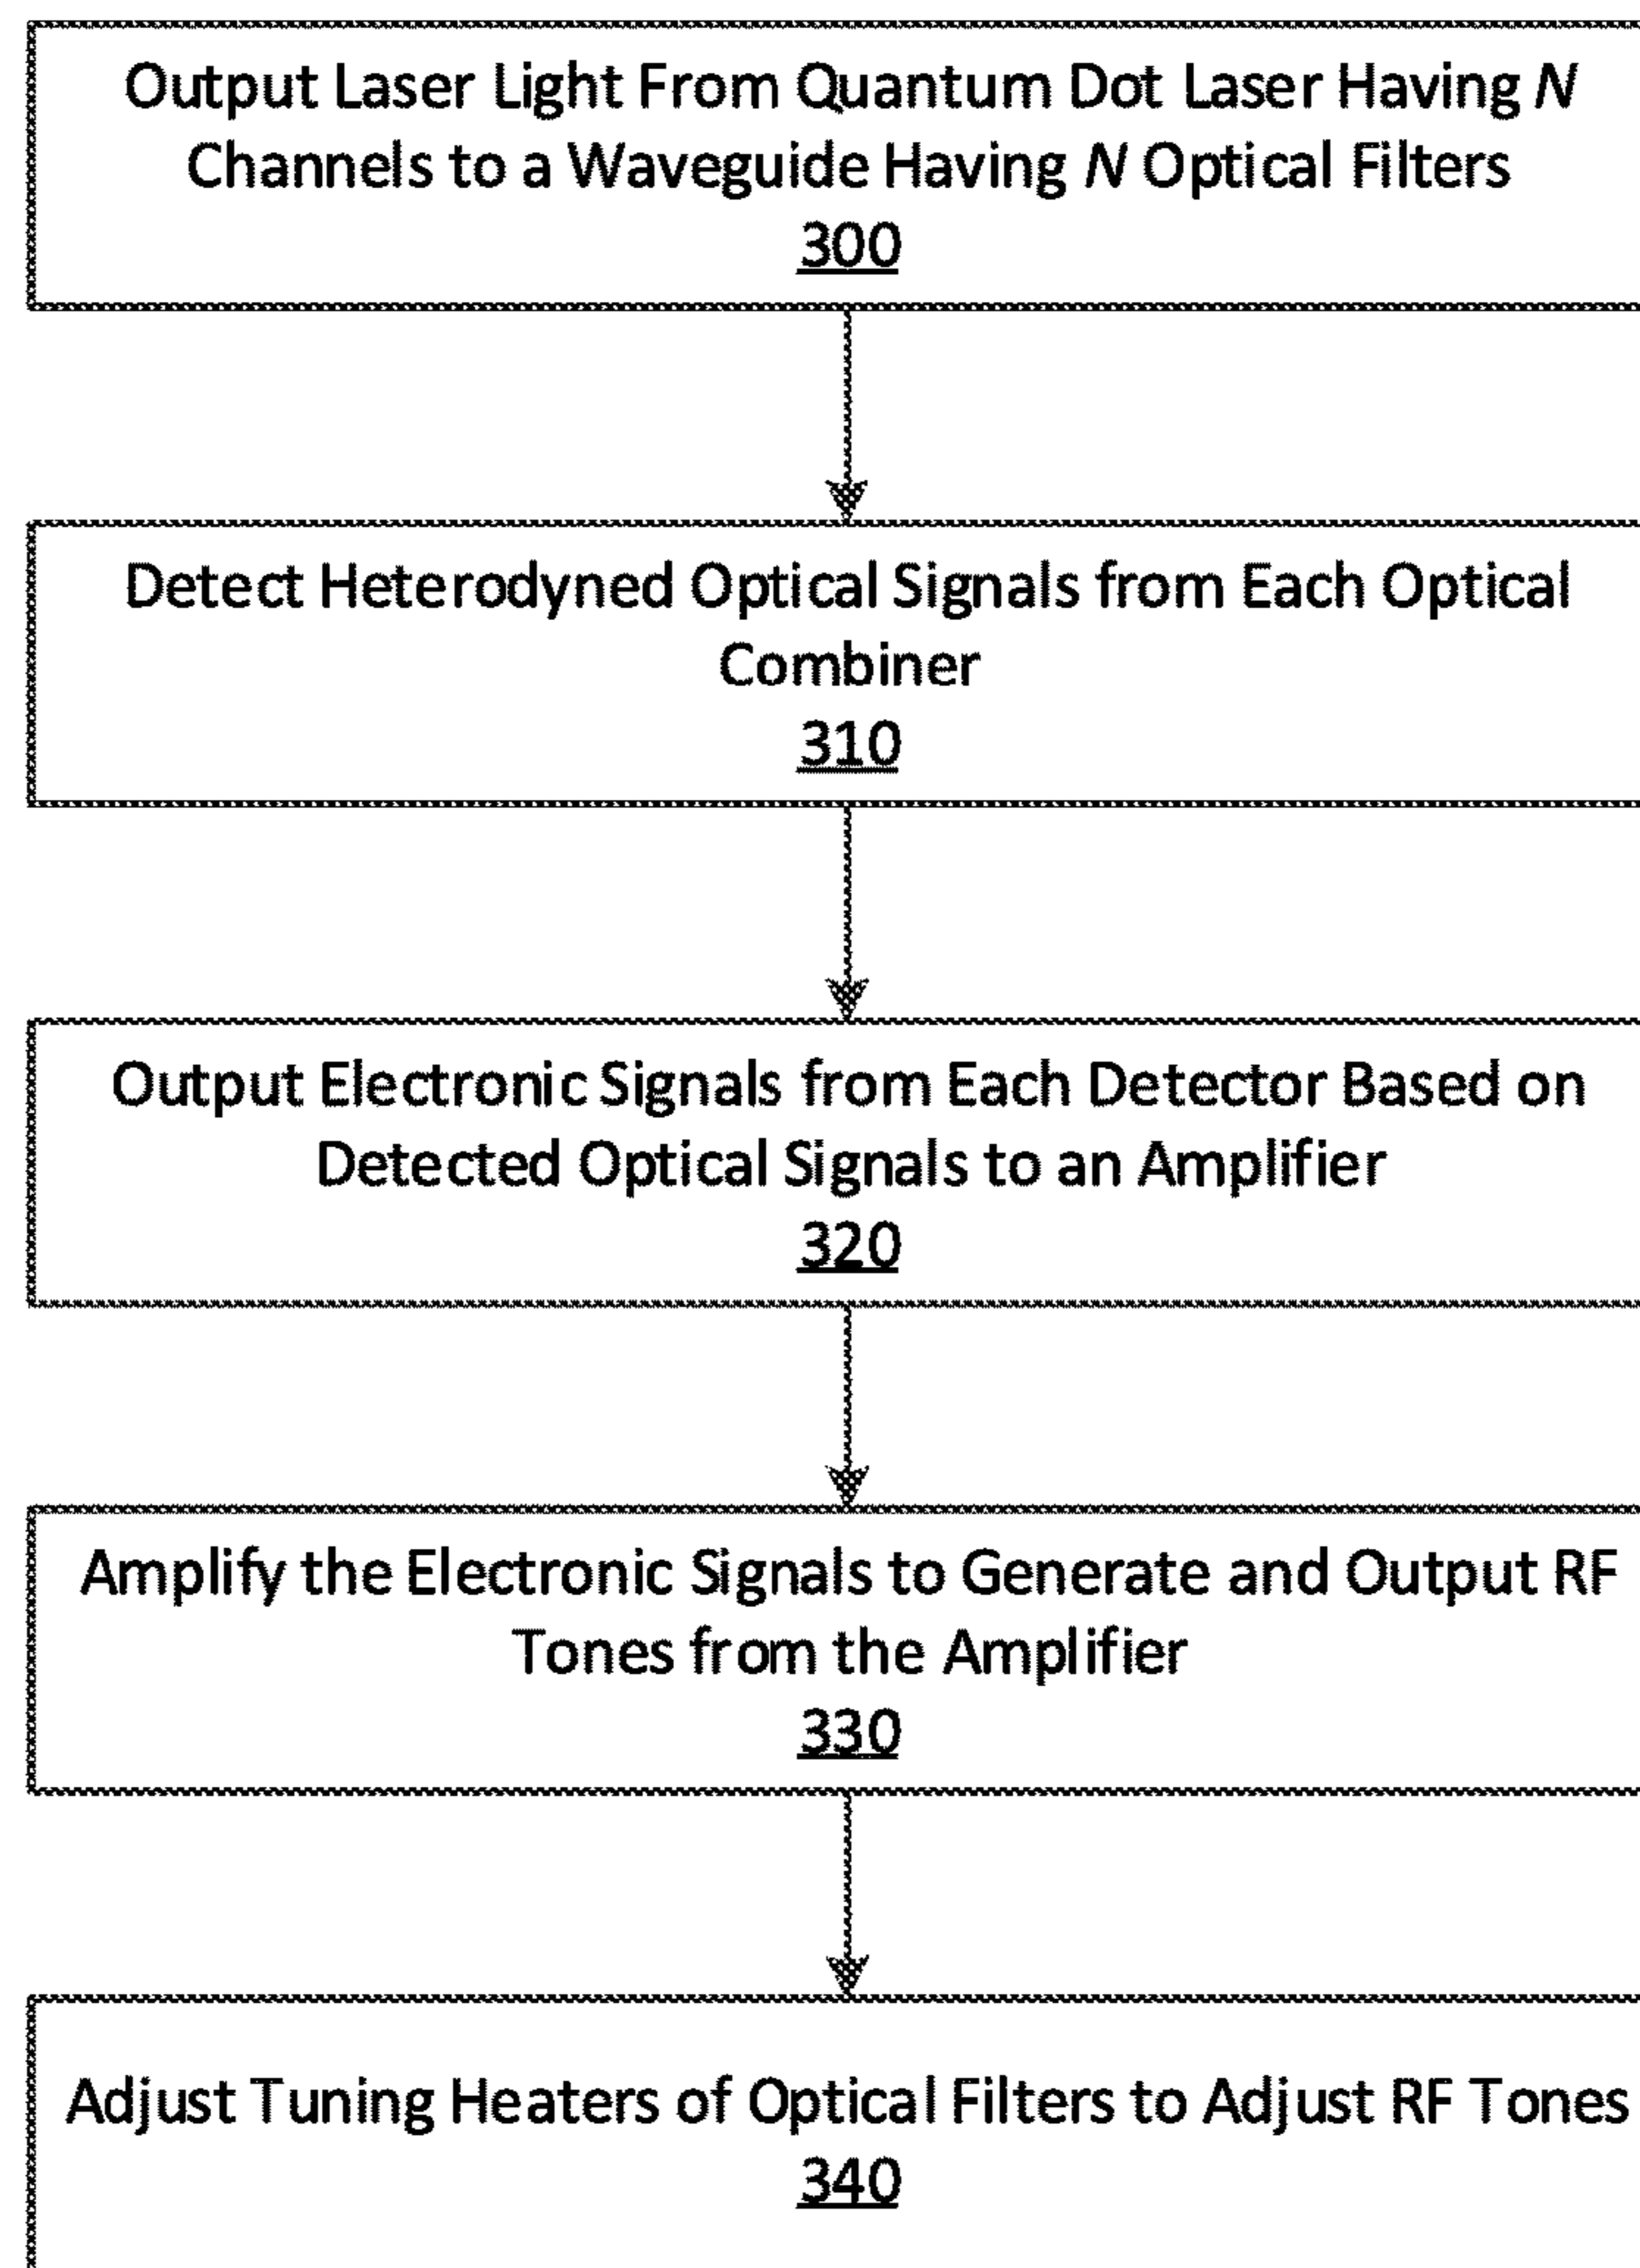 Output Laser Light From Quantum Dot Laser Having N
Channels to a Waveguide Having N Optical Filters
300
Detect Heterodyned Optical Signals from Each Optical
Combiner
310
Output Electronic Signals from Each Detector Based on
Detected Optical Signals to an Amplifier
320
Amplify the Electronic Signals to Generate and Output RF
Tones from the Amplifier
330
Adjust Tuning Heaters of Optical Filters to Adjust RF Tones
340